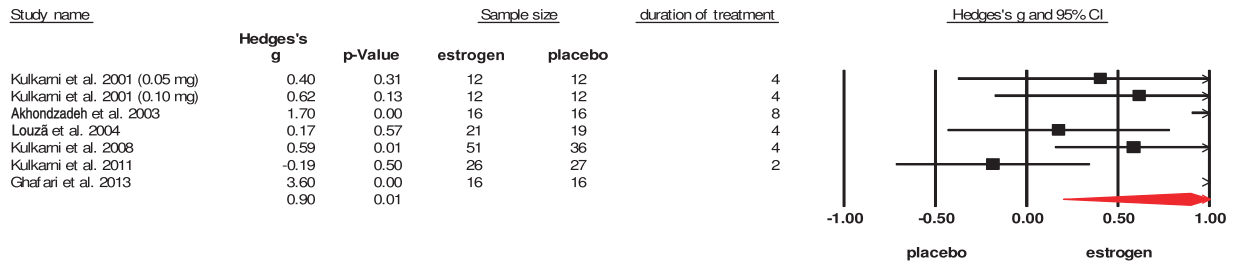 Study name Sample size duration of treatment Hedges's g and 95% CI
Hedges's
g p-Value estrogen placebo
Kulkarni et al. 2001 (0.05 mg) 0.40 0.31 12 12 4
Kulkarni et al. 2001 (0.10 mg) 0.62 0.13 12 12 4
Akhondzadeh et al. 2003 1.70 0.00 16 16 8
Louzã et al. 2004 0.17 0.57 21 19 4
Kulkarni et al. 2008 0.59 0.01 51 36 4
Kulkarni et al. 2011 -0.19 0.50 26 27 2
Ghafari et al. 2013 3.60 0.00 16 16
0.90 0.01
-1.00 -0.50 0.00 0.50 1.00
placebo estrogen